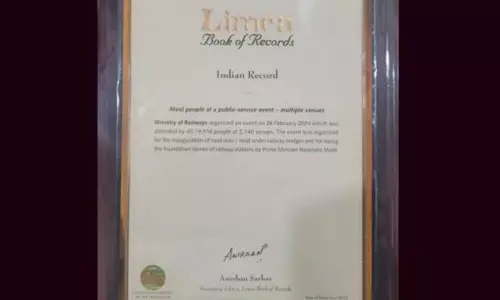 Limca
Book of Records
Indian Record
Most people at a public-service event – multiple venues
Ministry of Railways organized an event on 26 February 2024 which was
attended by 40,19,516 people at 2,140 venues. The event was organized
for the inauguration of road over / road under railway bridges and for laying
the foundation stones of railway stations by Prime Minister Narendra Modi.